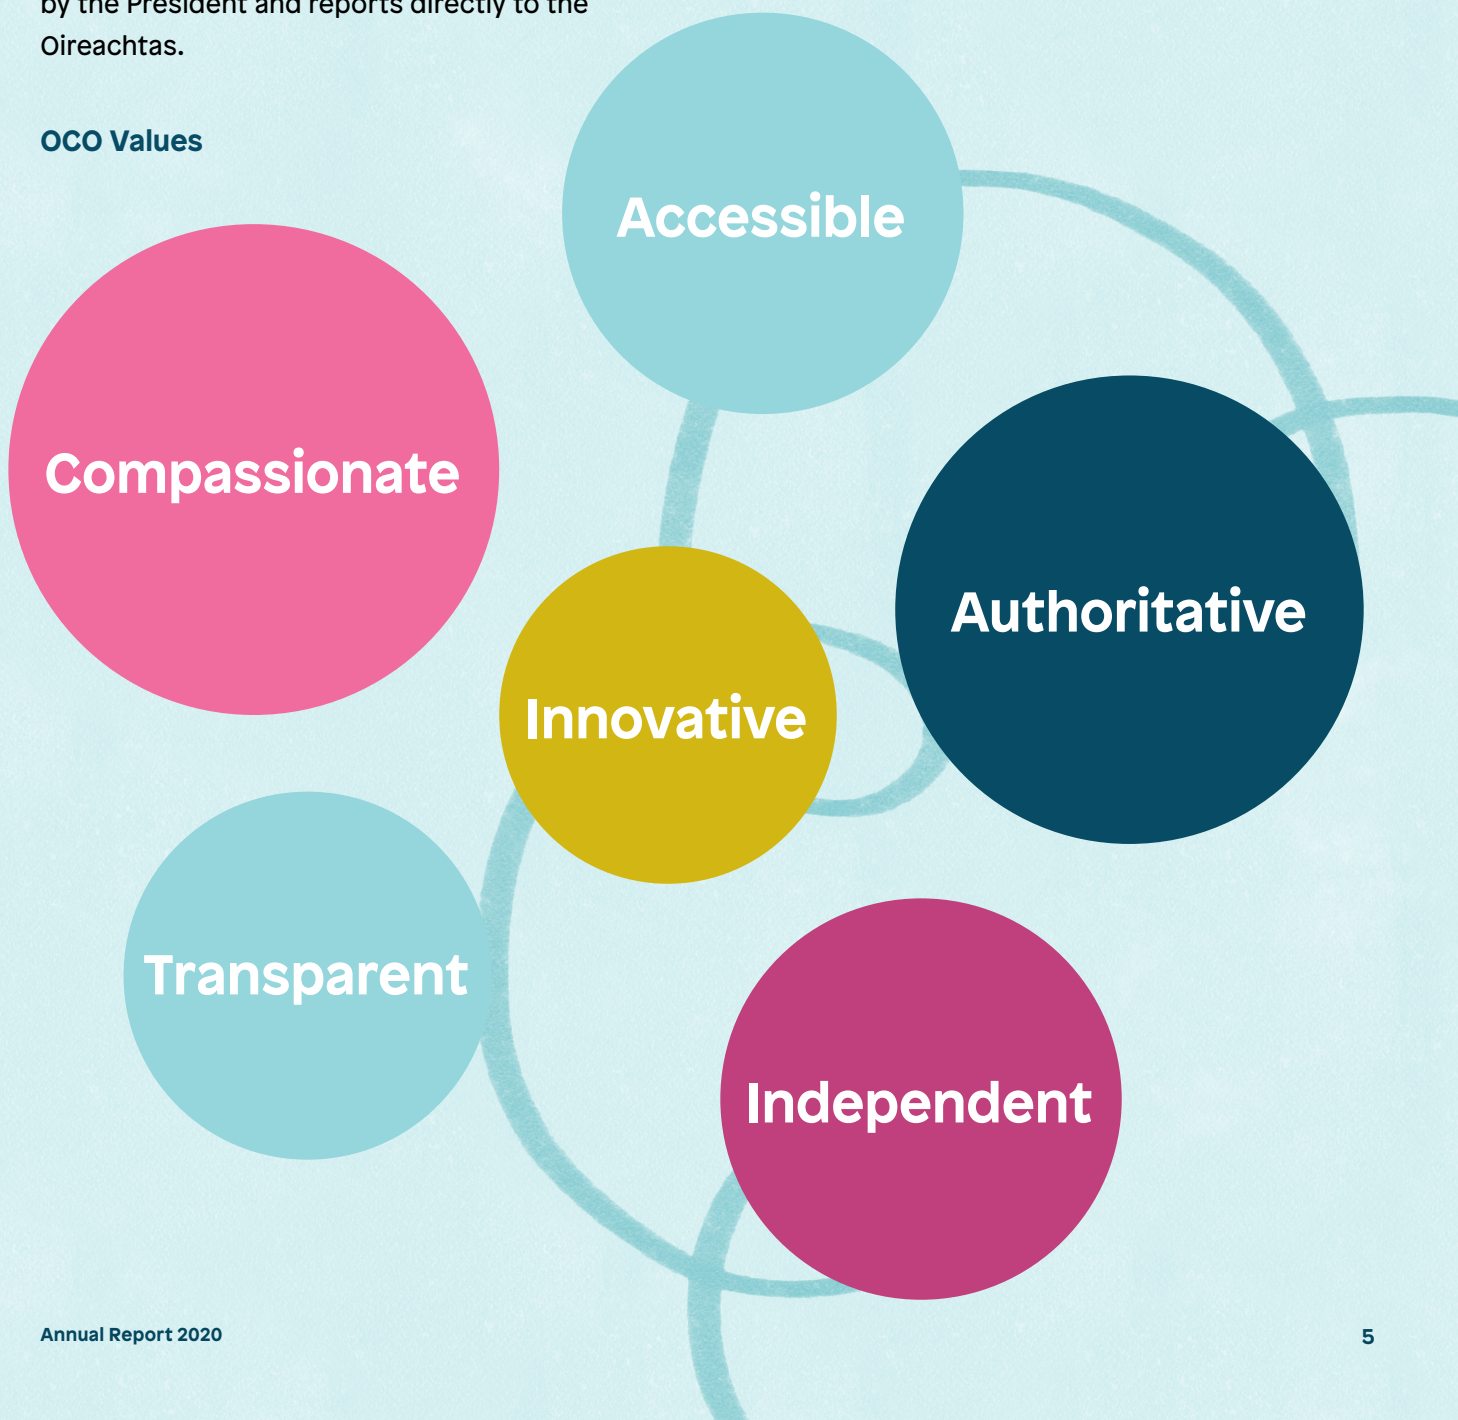 by the President and reports directly to the
Oireachtas.
OCO Values
Accessible
Compassionate
Authoritative
Innovative
Transparent
Independent
Annual Report 2020
5